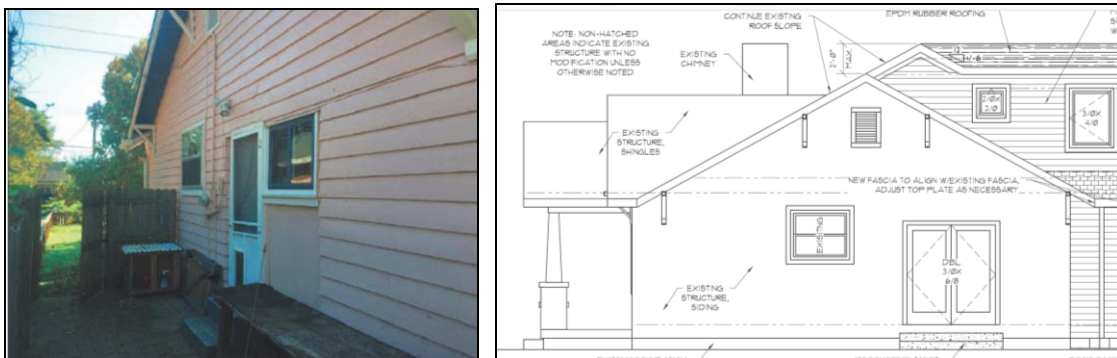 NOTE: NON-HATCHED
AREAS INDICATE EXISTING
STRUCTURE WITH NO
MODIFICATION UNLESS
OTHERWISE NOTED
EXISTING
CHIMNEY
CONTINUE EXISTING
ROOF SLOPE
2'-0"
MAX.
EPDM RUBBER ROOFING
+/-6
2/0X
2/0
3/0X
4/0
EXISTING
STRUCTURE,
SHINGLES
NEW FASCIA TO ALIGN W/EXISTING FASCIA,
ADJUST TOP PLATE AS NECESSARY
EXISTING
DBL.
3/0X
6/8
EXISTING
STRUCTURE,
SIDING